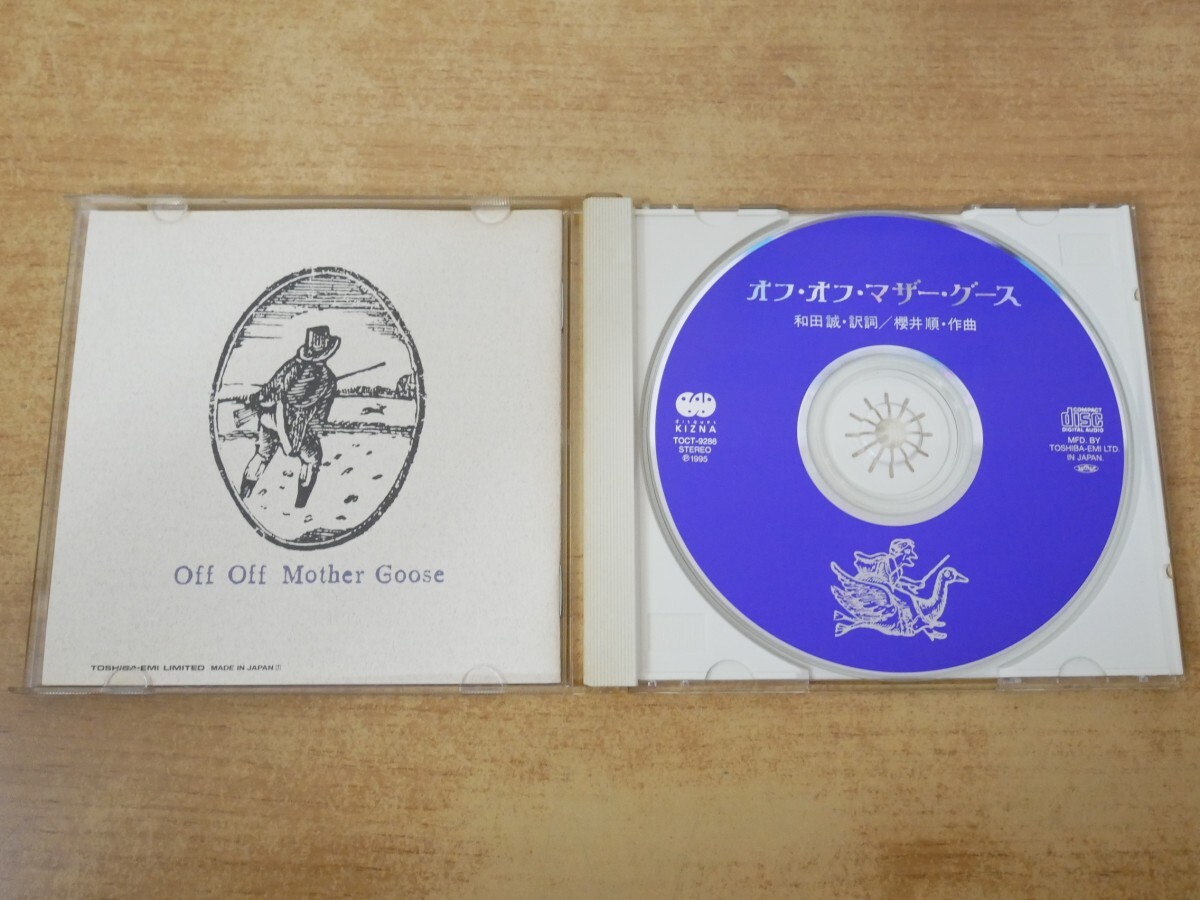 Off Off Mother Goose
TOSHIBA-EMI LIMITED MADE IN JAPAN
オフ・オフ・マザー・グース
和田誠・訳詞／櫻井順・作曲
disques
KIZNA
TOCT-9286
STEREO
℗1995
COMPACT
disc
DIGITAL AUDIO
MFD. BY
TOSHIBA-EMI LTD.
IN JAPAN.